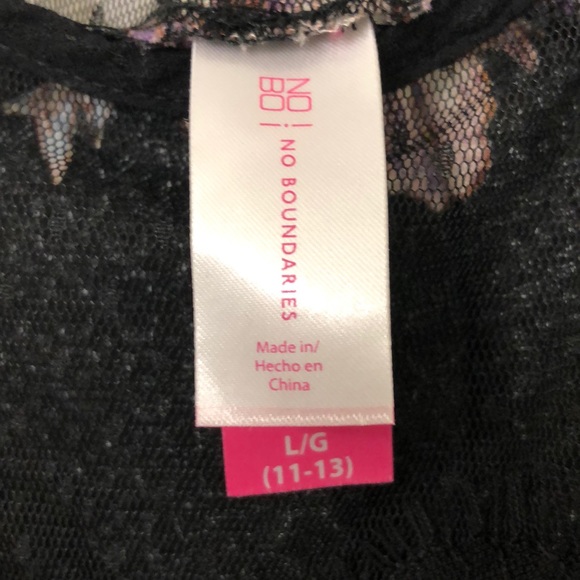 NO
BO
NO BOUNDARIES
Made in/
Hecho en
China
L/G
(11-13)